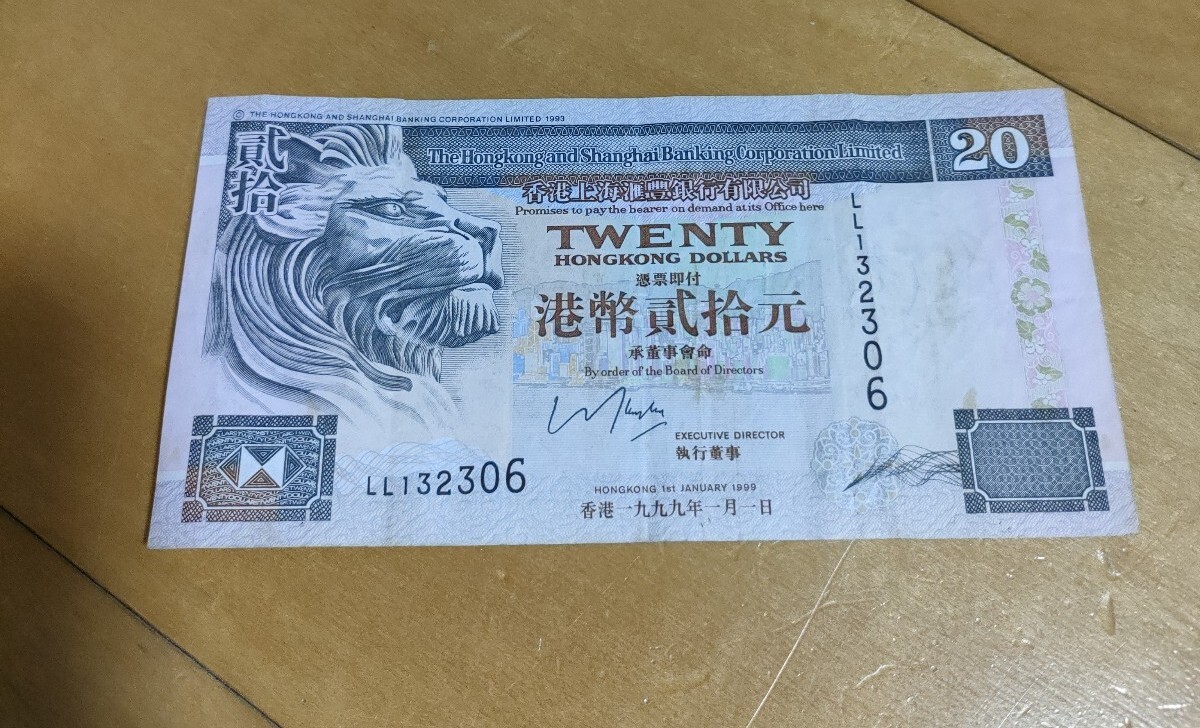 © THE HONGKONG AND SHANGHAI BANKING CORPORATION LIMITED 1993
貳拾
The Hongkong and Shanghai Banking Corporation Limited
20
香港上海滙豐銀行有限公司
Promises to pay the bearer on demand at its Office here
TWENTY
HONGKONG DOLLARS
憑票即付
港幣貳拾元
承董事會命
By order of the Board of Directors
EXECUTIVE DIRECTOR
執行董事
LL132306
LL132306
HONGKONG 1st JANUARY 1999
香港一九九九年一月一日